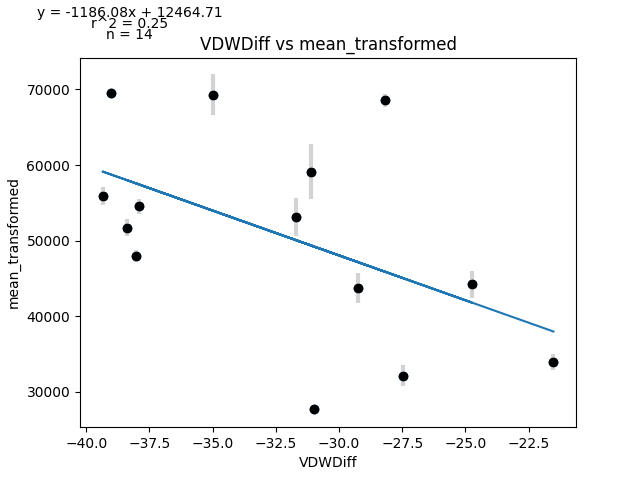 y = -1186.08x + 12464.71
r^2 = 0.25
n = 14
VDWDiff vs mean_transformed
mean_transformed
70000
60000
50000
40000
30000
−40.0 −37.5 −35.0 −32.5 −30.0 −27.5 −25.0 −22.5
VDWDiff